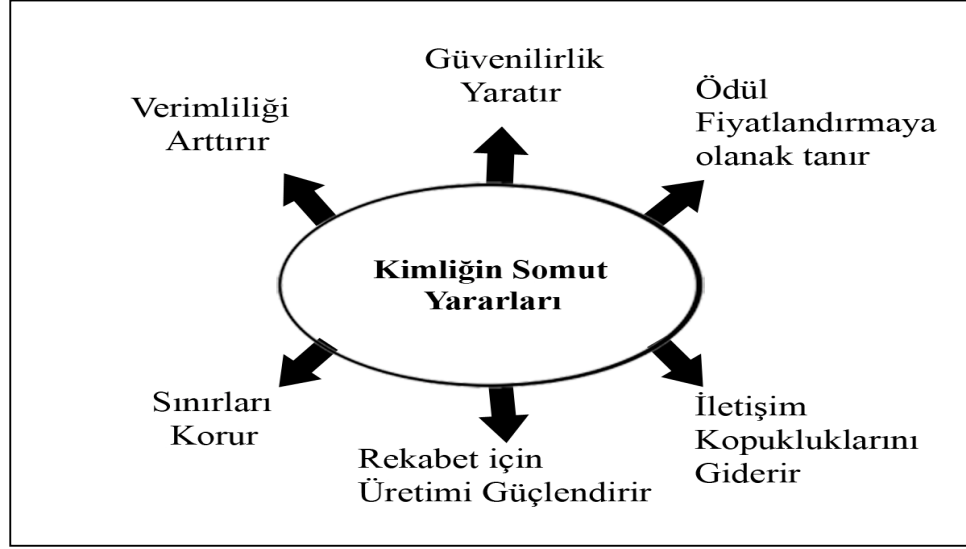 Güvenilirlik
Yaratır
Verimliliği
Arttırır
Ödül
Fiyatlandırmaya
olanak tanır
Kimliğin Somut
Yararları
Sınırları
Korur
Rekabet için
Üretimi Güçlendirir
İletişim
Kopukluklarını
Giderir